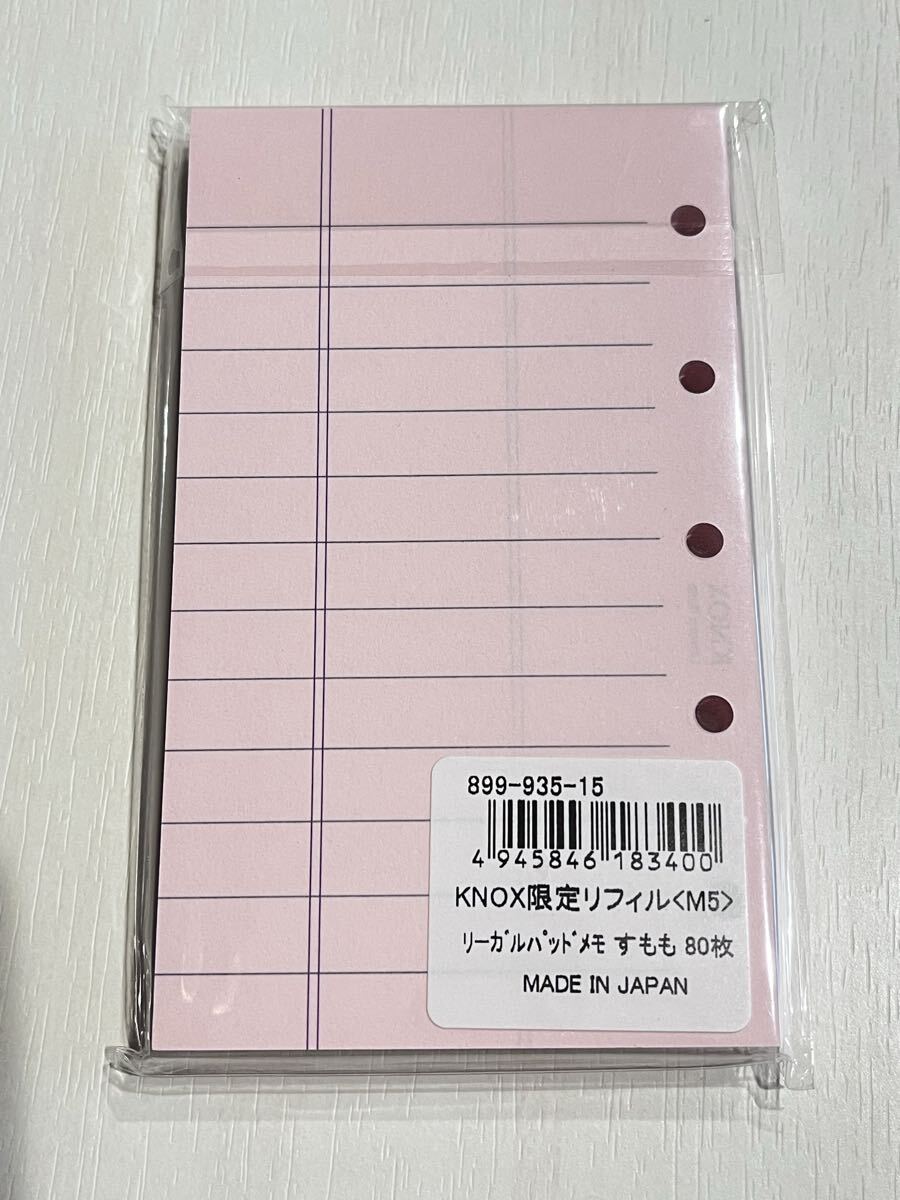 KNOX
899-935-15
4 945846 183400
KNOX限定リフィル<M5>
ﾘｰｶﾞﾙﾊﾟｯﾄﾞﾒﾓ すもも 80枚
MADE IN JAPAN